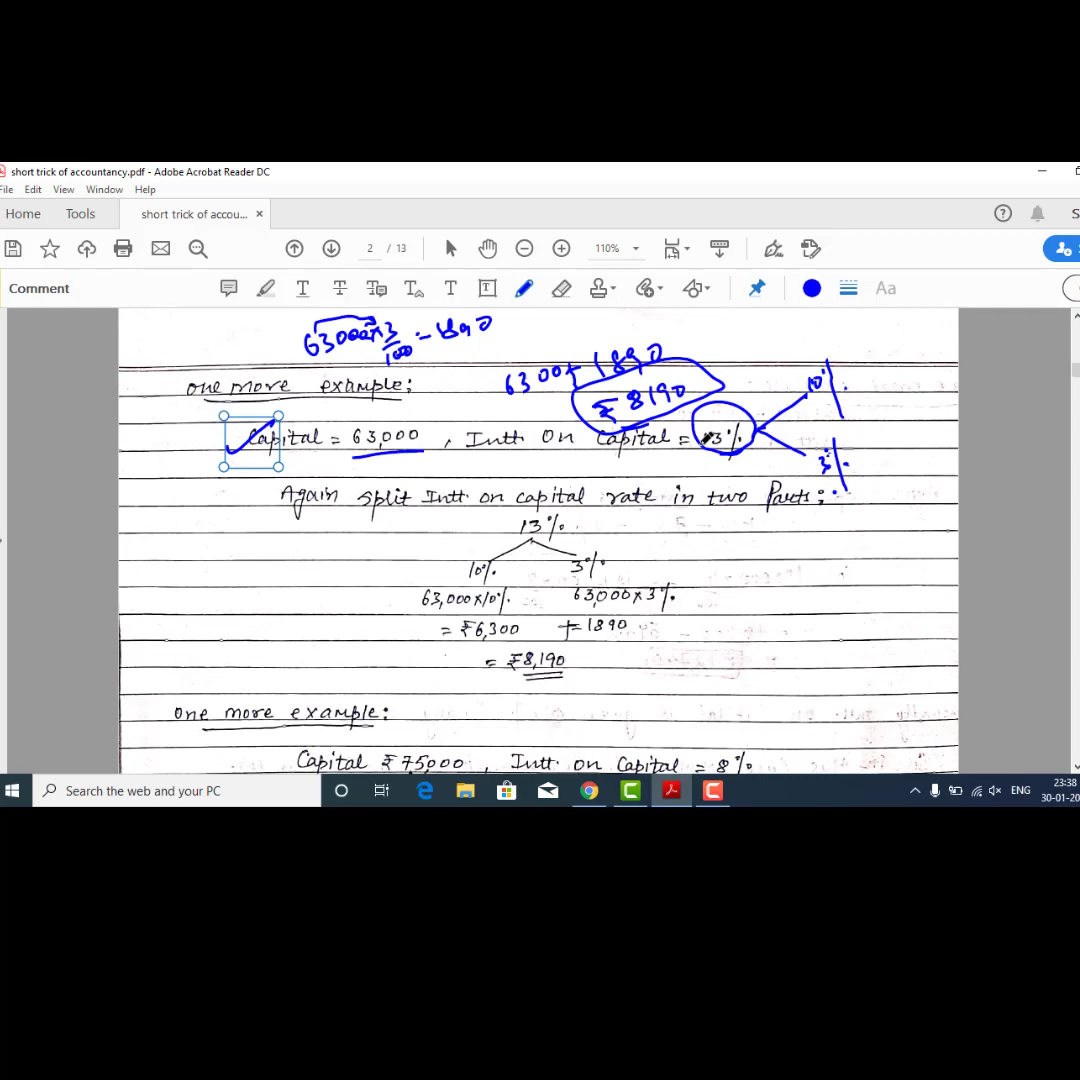 short trick of accountancy.pdf - Adobe Acrobat Reader DC
File Edit View Window Help
Home Tools short trick of accou... ×
2 / 13 110%
Comment
63000×3/100 = 1890
6300+1890
₹8190
One more example:
Capital = 63,000 , Intt. On Capital = 13%
10%
3%
Again split Intt. on capital rate in two Parts:
13%
10% 3%
63,000×10% 63,000×3%
= ₹6,300 += 1890
= ₹8,190
One more example:
Capital ₹75,000 , Intt. on Capital = 8%
Search the web and your PC
ENG
23:38
30-01-20